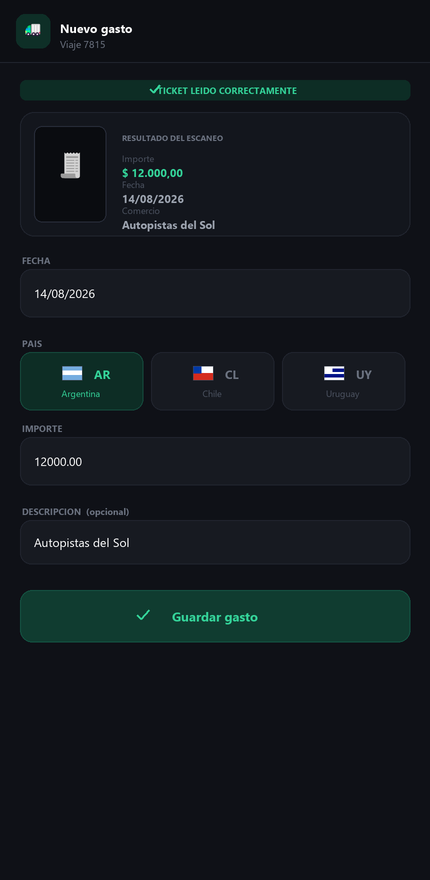 Nuevo gasto
Viaje 7815
TICKET LEIDO CORRECTAMENTE
RESULTADO DEL ESCANEO
Importe
$ 12.000,00
Fecha
14/08/2026
Comercio
Autopistas del Sol
FECHA
14/08/2026
PAIS
AR
Argentina
CL
Chile
UY
Uruguay
IMPORTE
12000.00
DESCRIPCION (opcional)
Autopistas del Sol
Guardar gasto